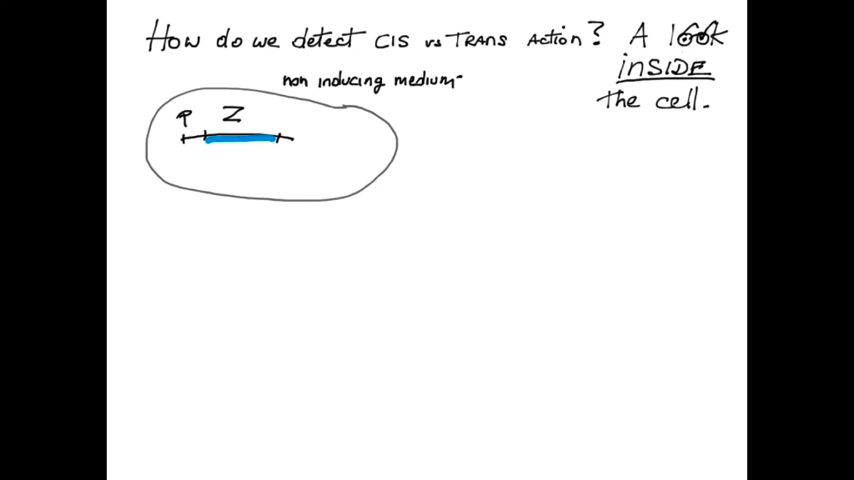 How do we detect CIS vs TRANS Action? A look
INSIDE
the cell.
non inducing medium
P Z